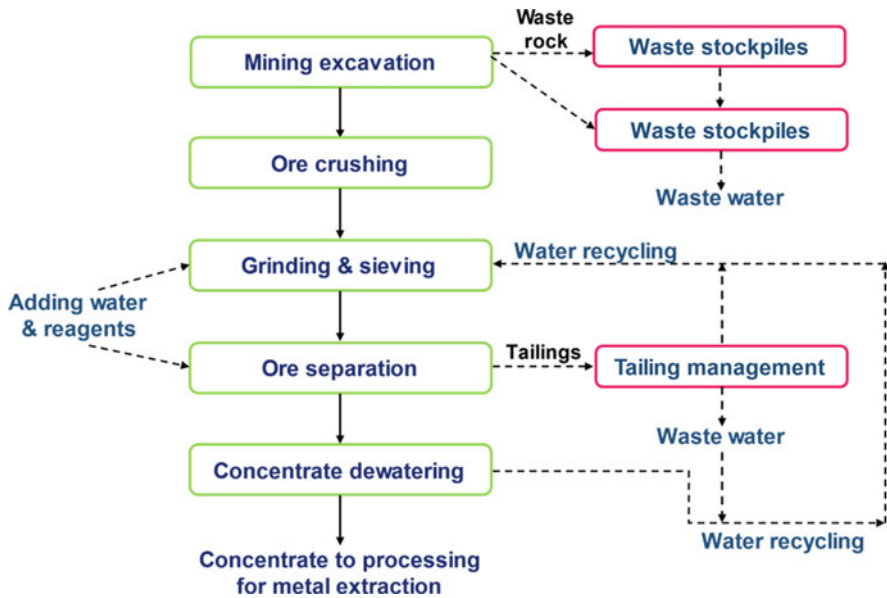 Waste
rock
Mining excavation
Waste stockpiles
Waste stockpiles
Ore crushing
Waste water
Water recycling
Grinding & sieving
Adding water
& reagents
Tailings
Ore separation
Tailing management
Waste water
Concentrate dewatering
Water recycling
Concentrate to processing
for metal extraction